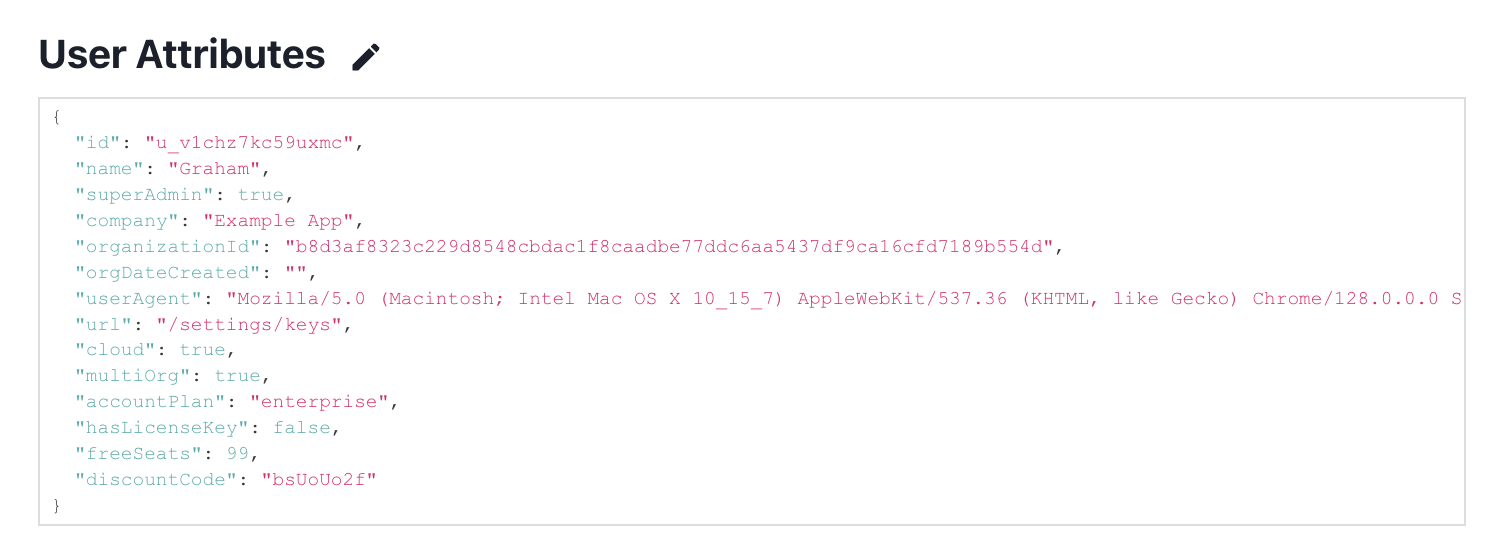 User Attributes
{
"id": "u_v1chz7kc59uxmc",
"name": "Graham",
"superAdmin": true,
"company": "Example App",
"organizationId": "b8d3af8323c229d8548cbdac1f8caadbe77ddc6aa5437df9ca16cfd7189b554d",
"orgDateCreated": "",
"userAgent": "Mozilla/5.0 (Macintosh; Intel Mac OS X 10_15_7) AppleWebKit/537.36 (KHTML, like Gecko) Chrome/128.0.0.0 S
"url": "/settings/keys",
"cloud": true,
"multiOrg": true,
"accountPlan": "enterprise",
"hasLicenseKey": false,
"freeSeats": 99,
"discountCode": "bsUoUo2f"
}